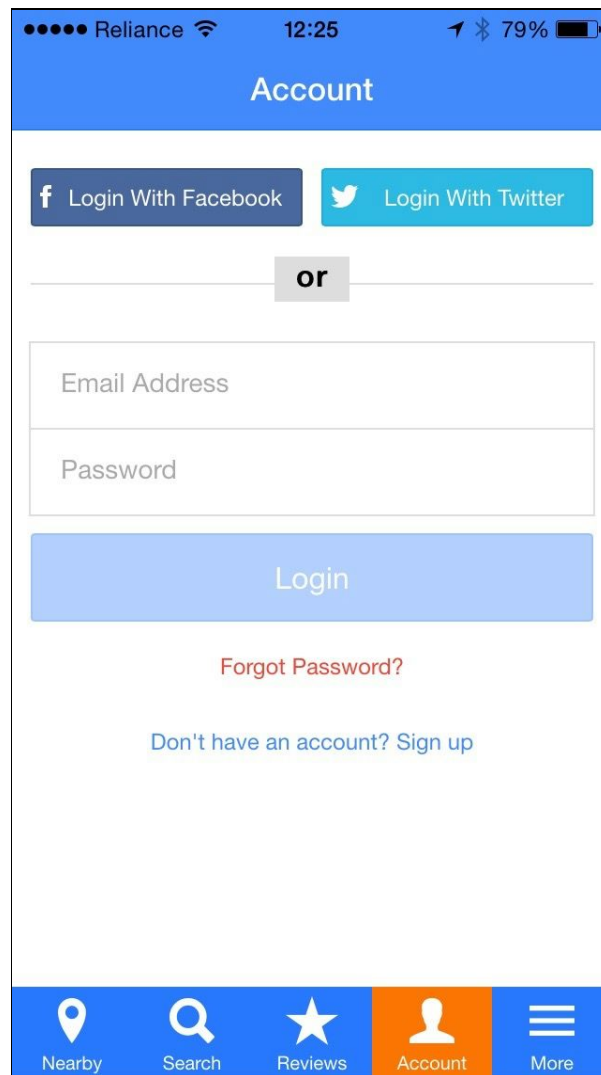 Reliance 12:25 79%
Account
f Login With Facebook Login With Twitter
or
Email Address
Password
Login
Forgot Password?
Don't have an account? Sign up
Nearby Search Reviews Account More